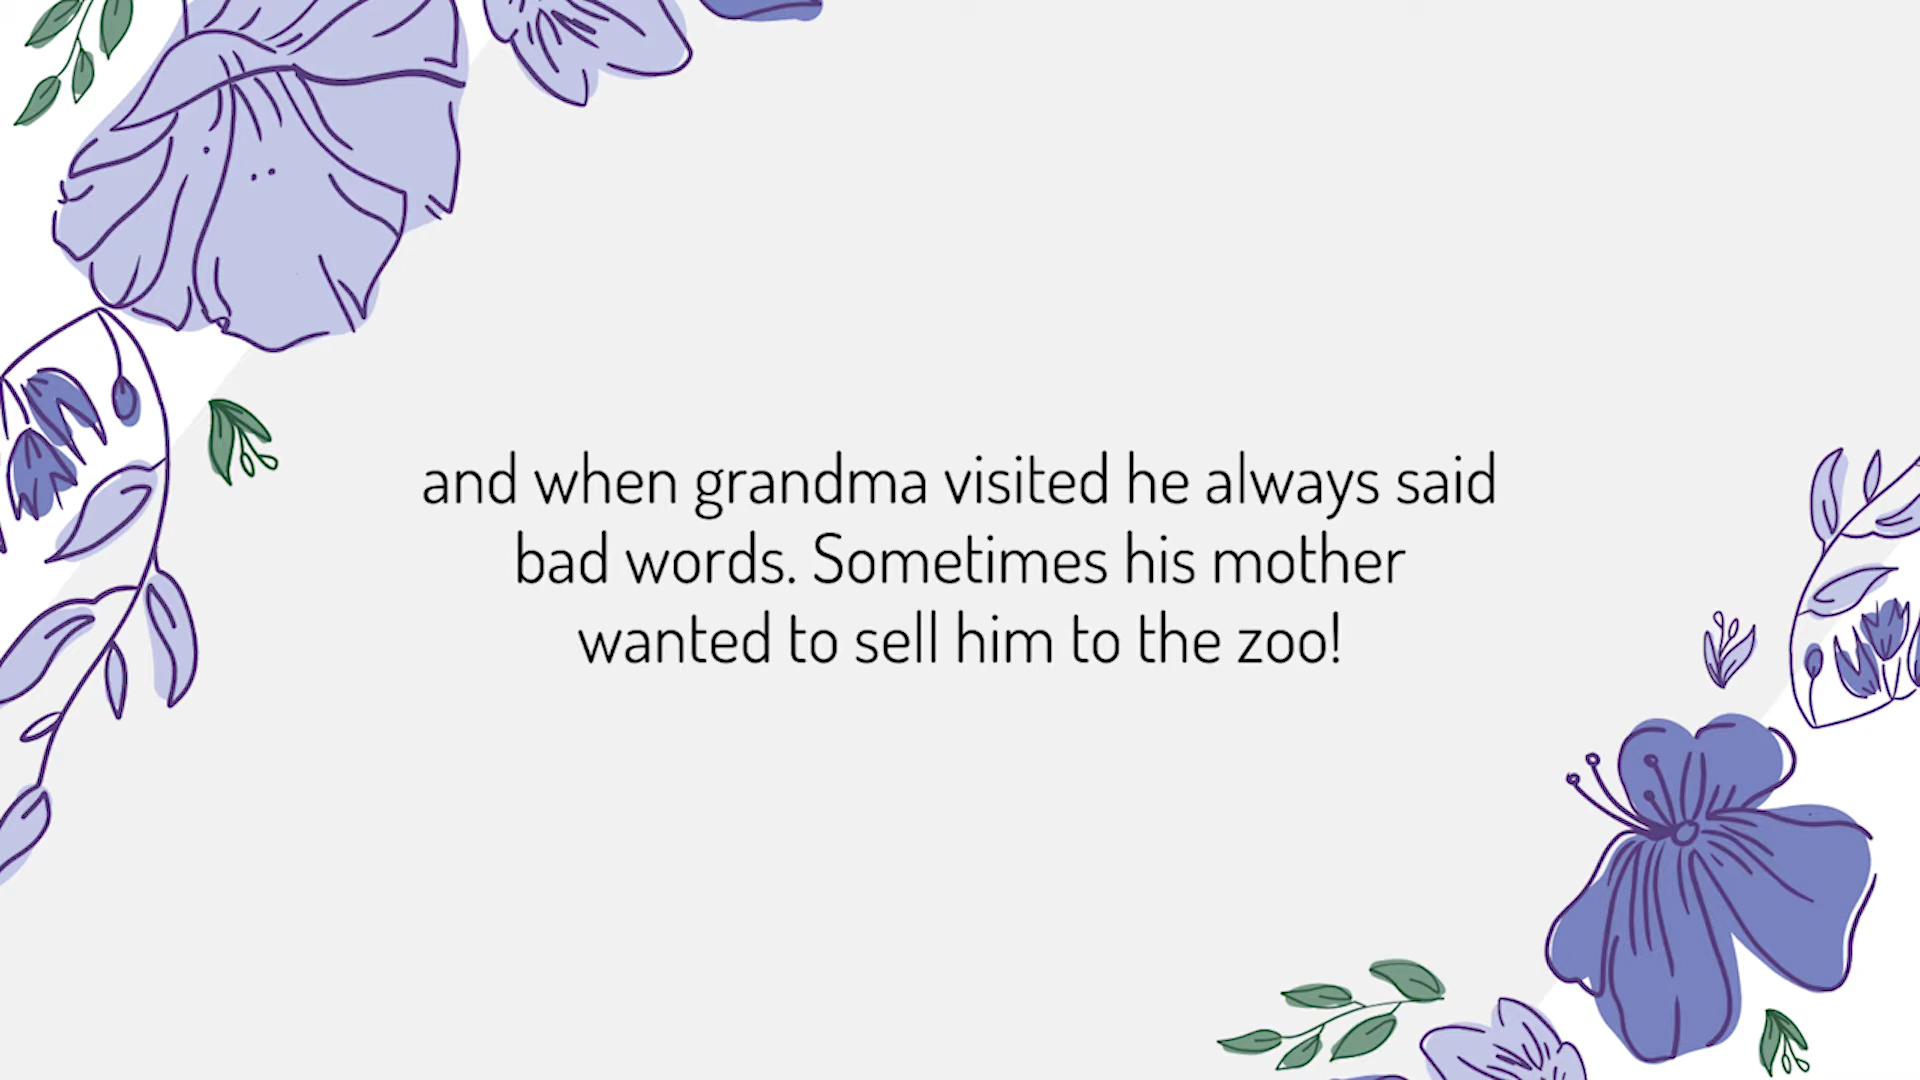 and when grandma visited he always said
bad words. Sometimes his mother
wanted to sell him to the zoo!